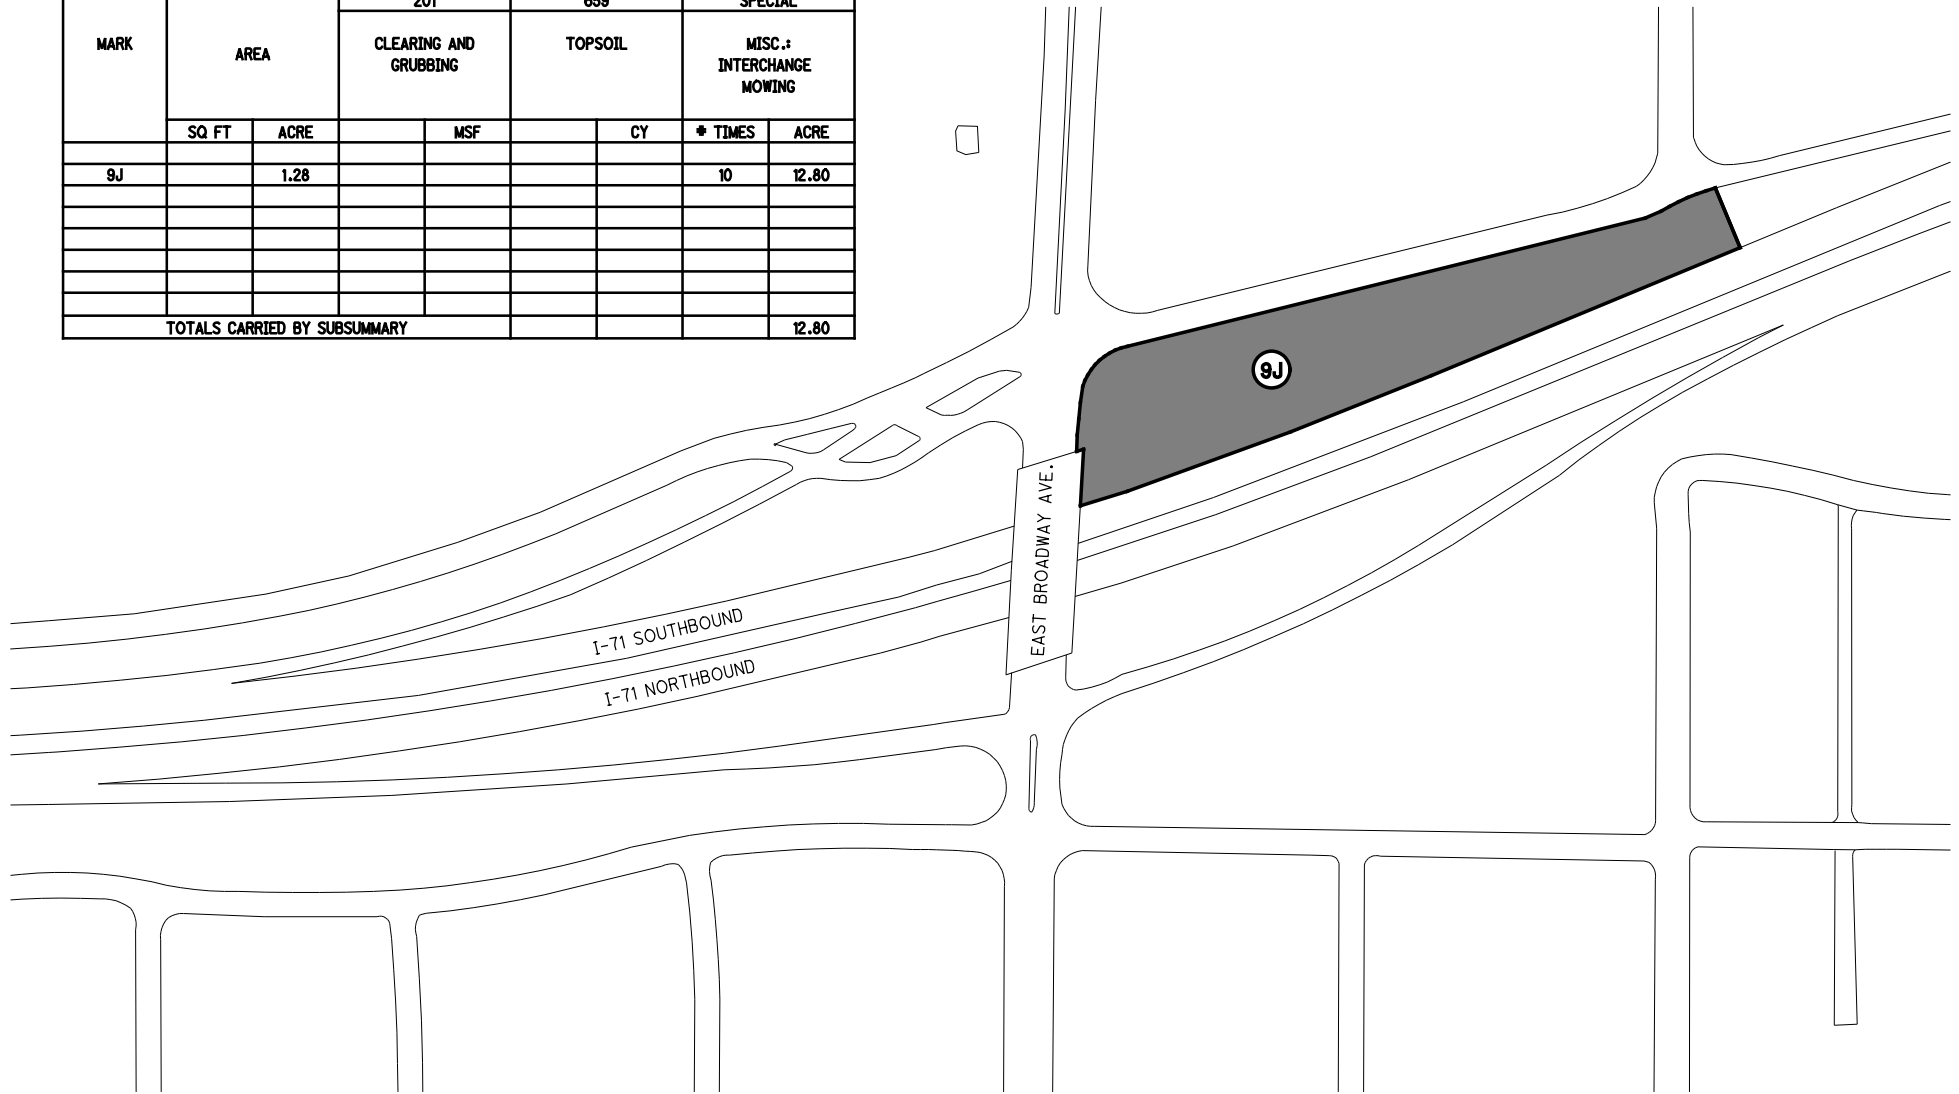 201 659 SPECIAL
MARK AREA CLEARING AND GRUBBING TOPSOIL MISC.: INTERCHANGE MOWING
SQ FT ACRE MSF CY # TIMES ACRE
9J 1.28 10 12.80
TOTALS CARRIED BY SUBSUMMARY 12.80
9J
EAST BROADWAY AVE.
I-71 SOUTHBOUND
I-71 NORTHBOUND